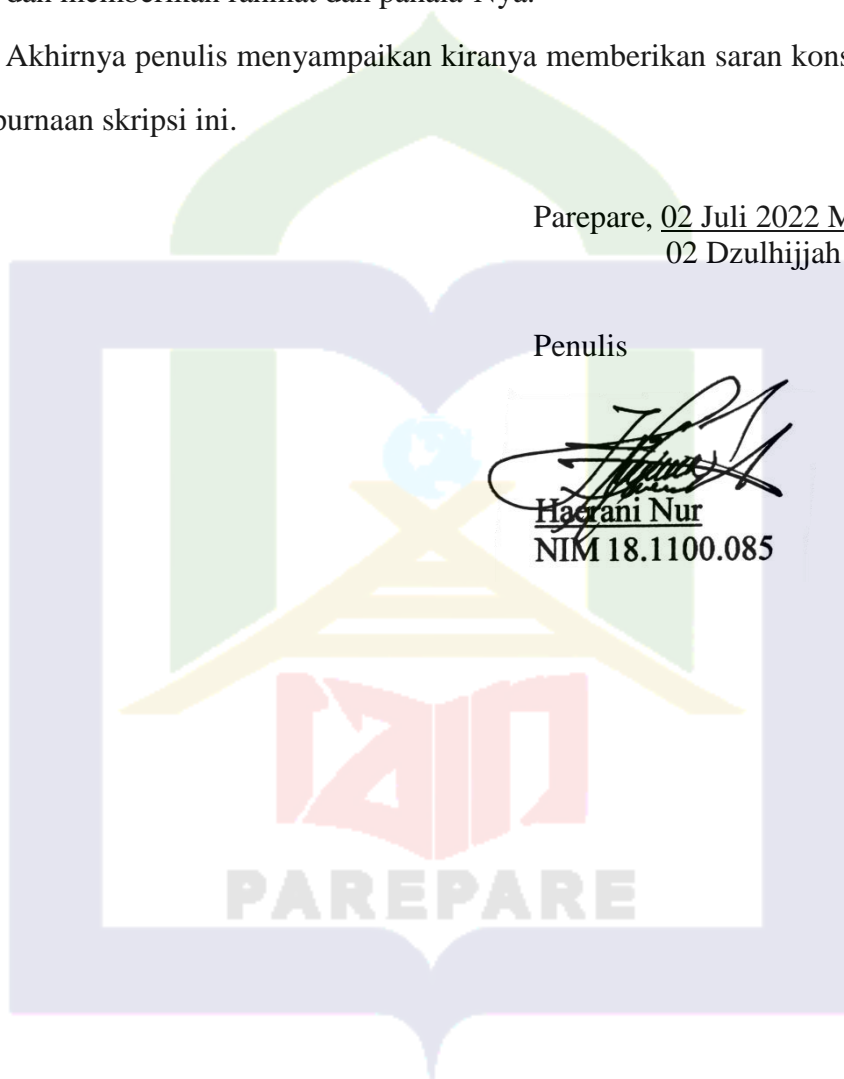 dan memberikan rahmat dan pahala-Nya.
Akhirnya penulis menyampaikan kiranya memberikan saran kons
purnaan skripsi ini.
Parepare, 02 Juli 2022 M
02 Dzulhijjah
Penulis
Haerani Nur
NIM 18.1100.085
IAIN
PAREPARE